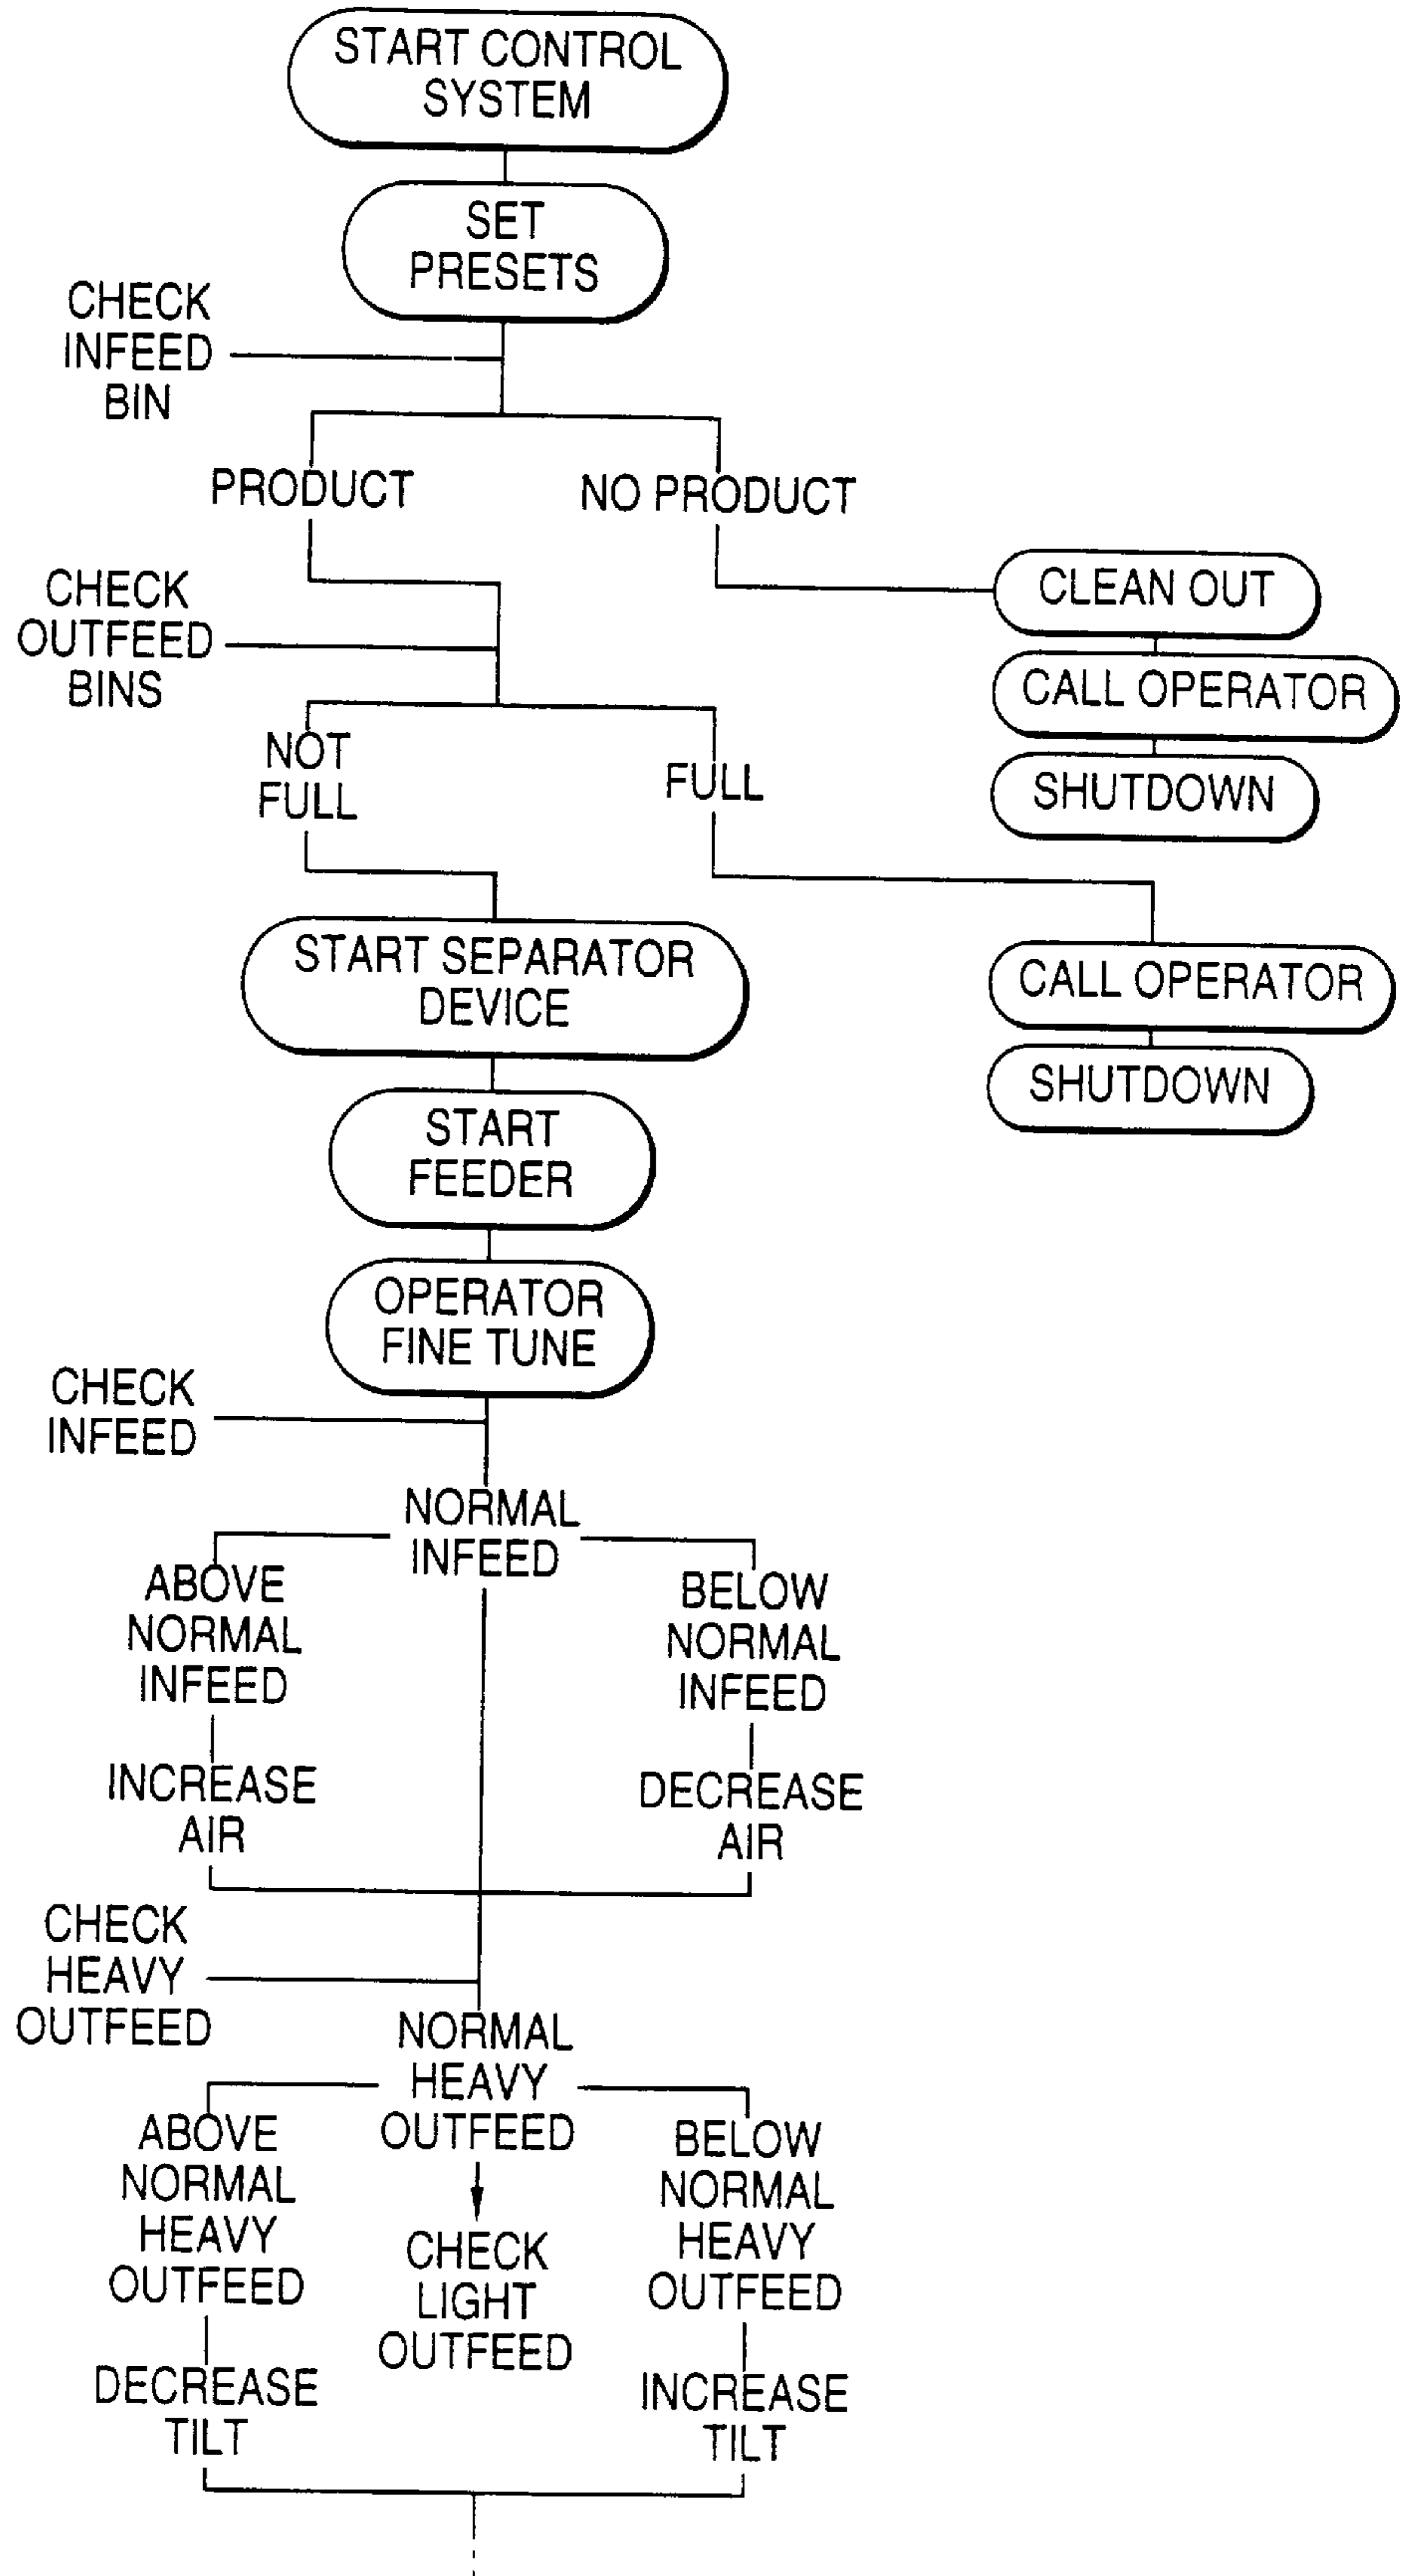 START CONTROL
SYSTEM
SET
PRESETS
CHECK
INFEED
BIN
PRODUCT
NO PRODUCT
CHECK
OUTFEED
BINS
CLEAN OUT
CALL OPERATOR
SHUTDOWN
NOT
FULL
FULL
START SEPARATOR
DEVICE
CALL OPERATOR
SHUTDOWN
START
FEEDER
OPERATOR
FINE TUNE
CHECK
INFEED
NORMAL
INFEED
ABOVE
NORMAL
INFEED
BELOW
NORMAL
INFEED
INCREASE
AIR
DECREASE
AIR
CHECK
HEAVY
OUTFEED
NORMAL
HEAVY
OUTFEED
ABOVE
NORMAL
HEAVY
OUTFEED
CHECK
LIGHT
OUTFEED
BELOW
NORMAL
HEAVY
OUTFEED
DECREASE
TILT
INCREASE
TILT